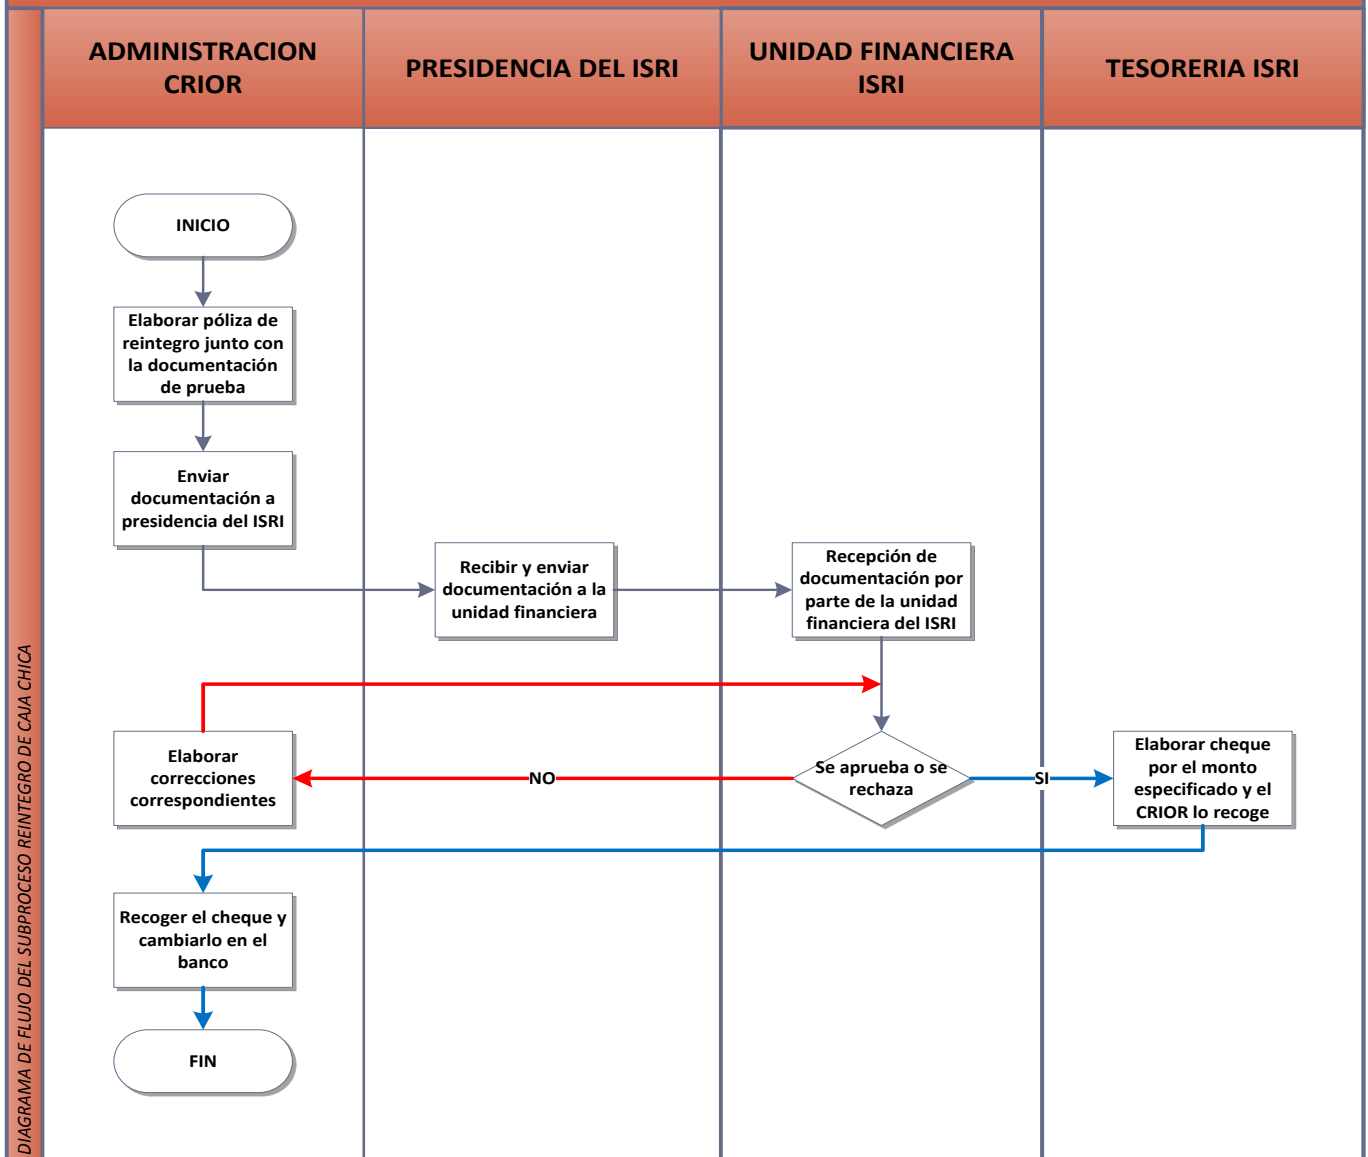 ADMINISTRACION
CRIOR
PRESIDENCIA DEL ISRI
UNIDAD FINANCIERA
ISRI
TESORERIA ISRI
DIAGRAMA DE FLUJO DEL SUBPROCESO REINTEGRO DE CAJA CHICA
INICIO
Elaborar póliza de
reintegro junto con
la documentación
de prueba
Enviar
documentación a
presidencia del ISRI
Recibir y enviar
documentación a la
unidad financiera
Recepción de
documentación por
parte de la unidad
financiera del ISRI
Elaborar
correcciones
correspondientes
NO
Se aprueba o se
rechaza
SI
Elaborar cheque
por el monto
especificado y el
CRIOR lo recoge
Recoger el cheque y
cambiarlo en el
banco
FIN